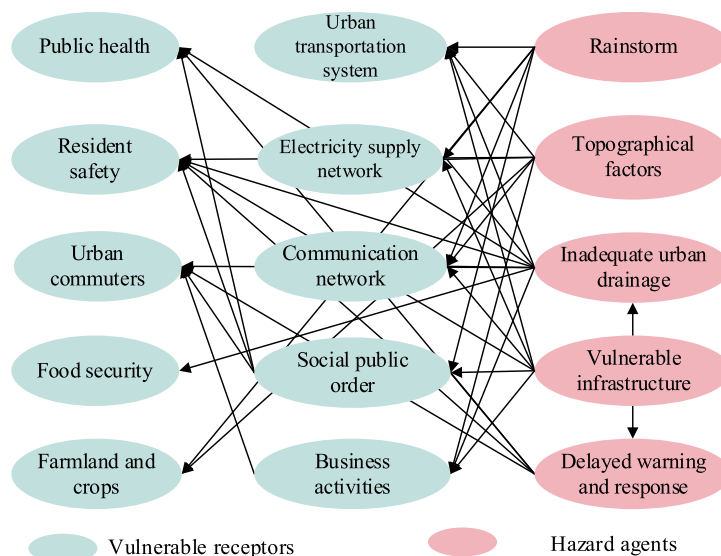 Public health
Urban
transportation
system
Rainstorm
Resident
safety
Electricity supply
network
Topographical
factors
Urban
commuters
Communication
network
Inadequate urban
drainage
Food security
Social public
order
Vulnerable
infrastructure
Farmland and
crops
Business
activities
Delayed warning
and response
Vulnerable receptors
Hazard agents